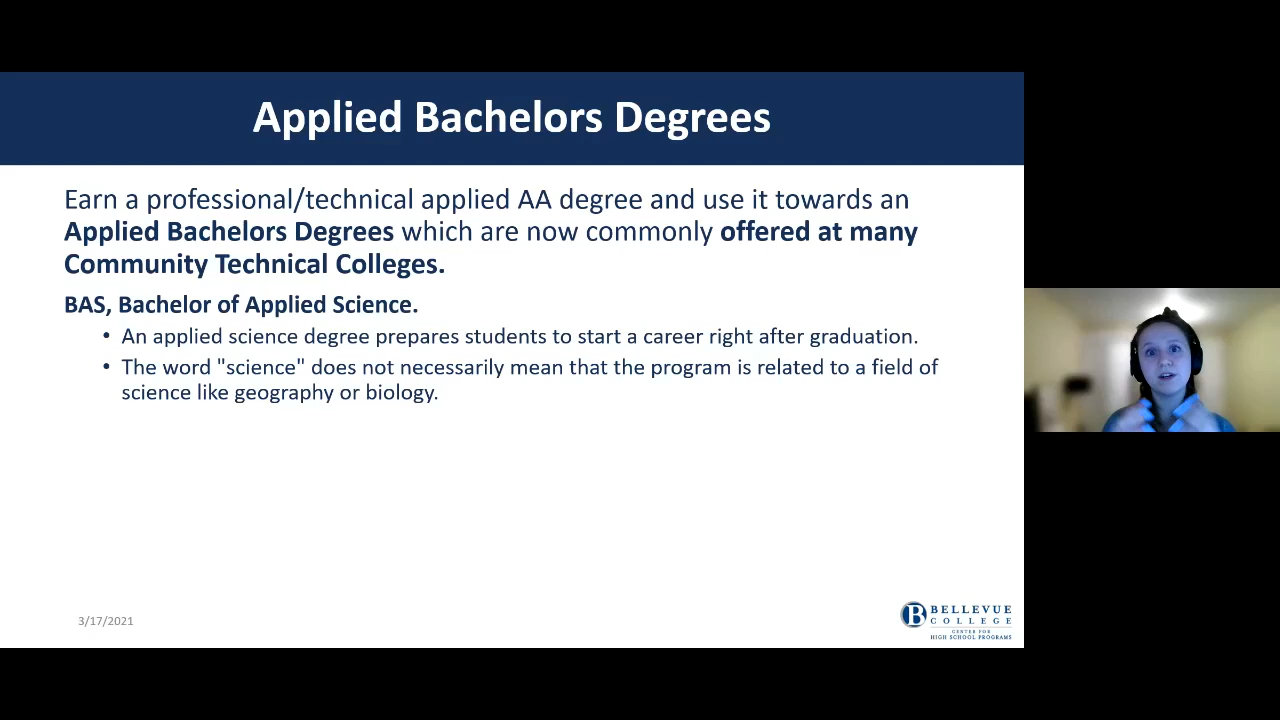 Applied Bachelors Degrees
Earn a professional/technical applied AA degree and use it towards an
Applied Bachelors Degrees which are now commonly offered at many
Community Technical Colleges.
BAS, Bachelor of Applied Science.
• An applied science degree prepares students to start a career right after graduation.
• The word "science" does not necessarily mean that the program is related to a field of
science like geography or biology.
3/17/2021
B BELLEVUE
COLLEGE
CENTER FOR
HIGH SCHOOL PROGRAMS